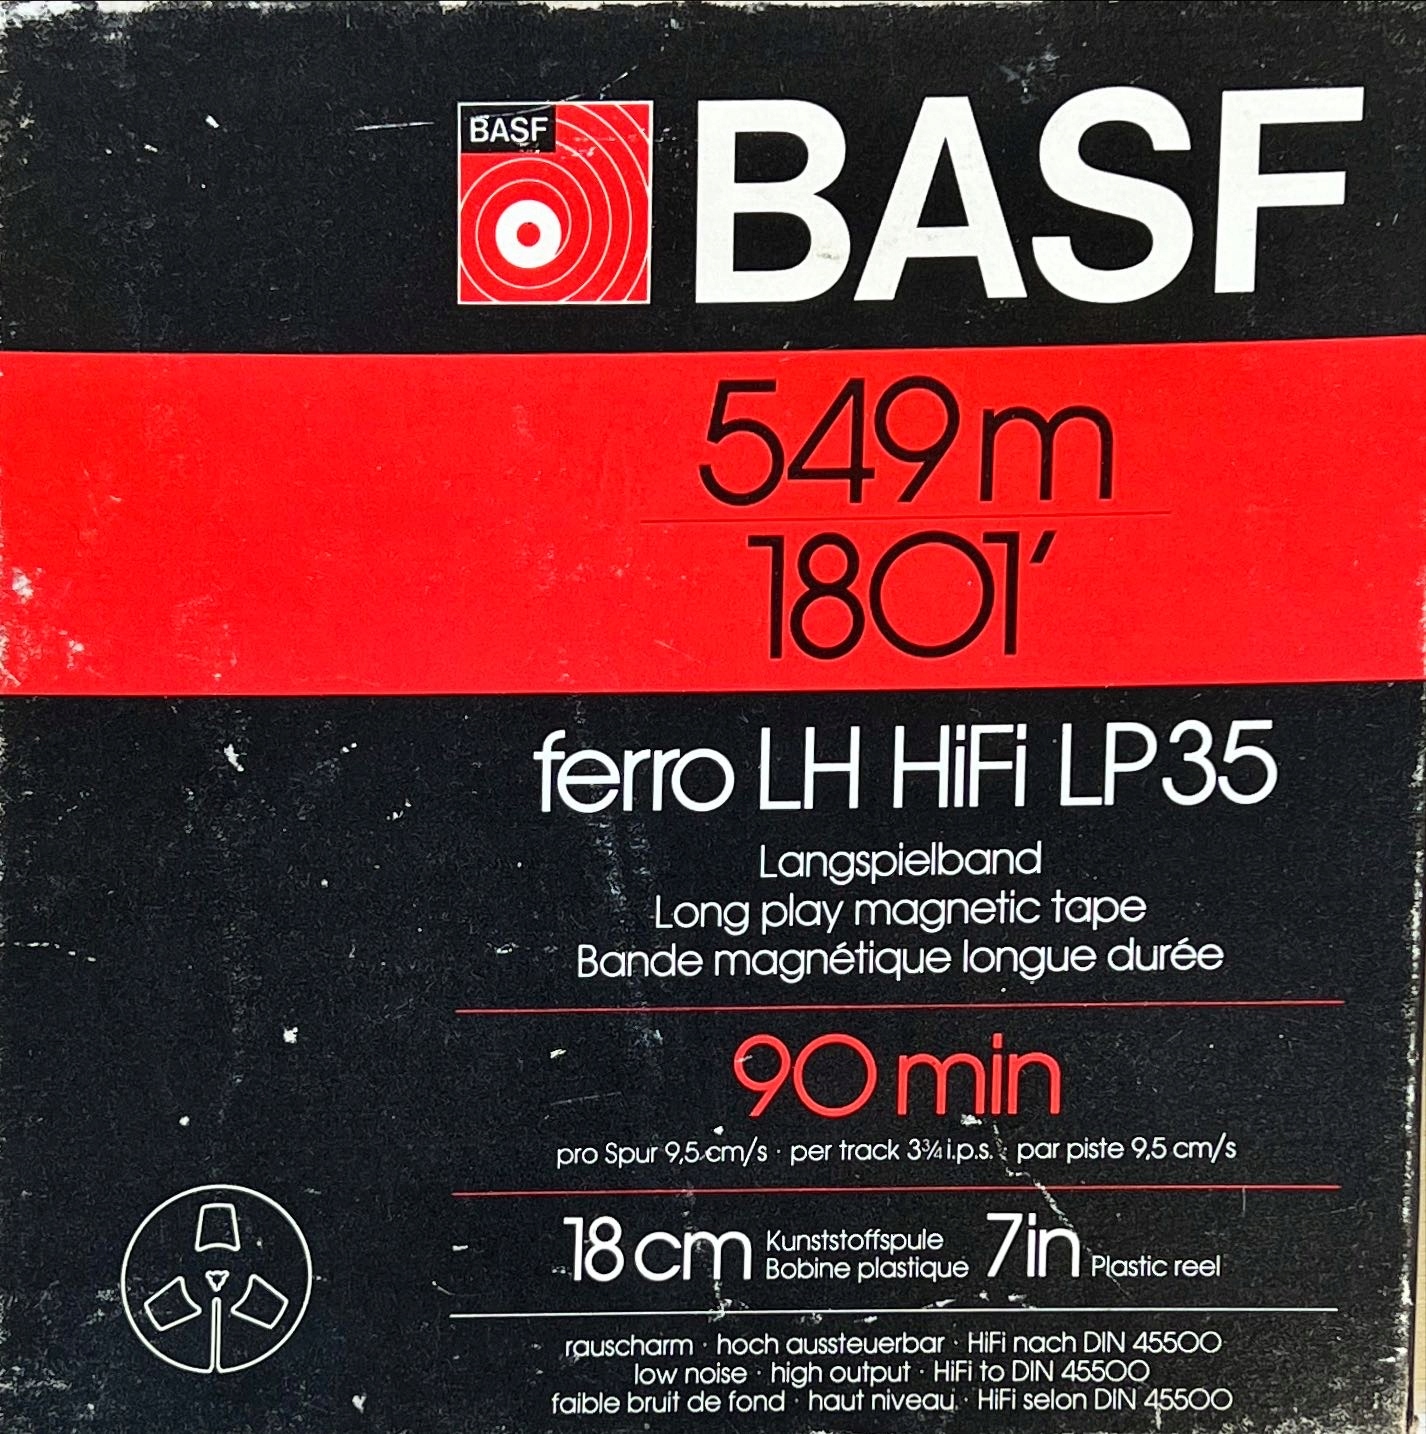 BASF
BASF
549 m
1801′
ferro LH HiFi LP35
Langspielband
Long play magnetic tape
Bande magnétique longue durée
90 min
pro Spur 9,5 cm/s · per track 3¾ i.p.s. · par piste 9,5 cm/s
18 cm Kunststoffspule Bobine plastique 7 in Plastic reel
rauscharm · hoch aussteuerbar · HiFi nach DIN 45500
low noise · high output · HiFi to DIN 45500
faible bruit de fond · haut niveau · HiFi selon DIN 45500